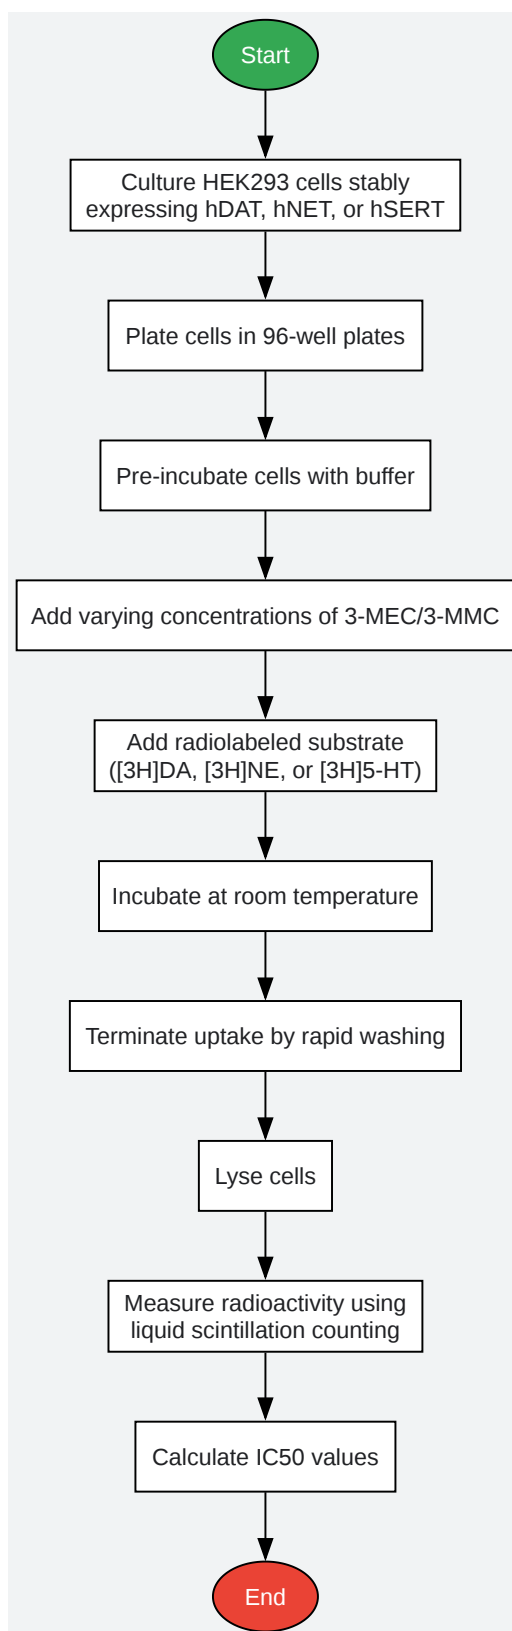 Start
Culture HEK293 cells stably
expressing hDAT, hNET, or hSERT
Plate cells in 96-well plates
Pre-incubate cells with buffer
Add varying concentrations of 3-MEC/3-MMC
Add radiolabeled substrate
([3H]DA, [3H]NE, or [3H]5-HT)
Incubate at room temperature
Terminate uptake by rapid washing
Lyse cells
Measure radioactivity using
liquid scintillation counting
Calculate IC50 values
End